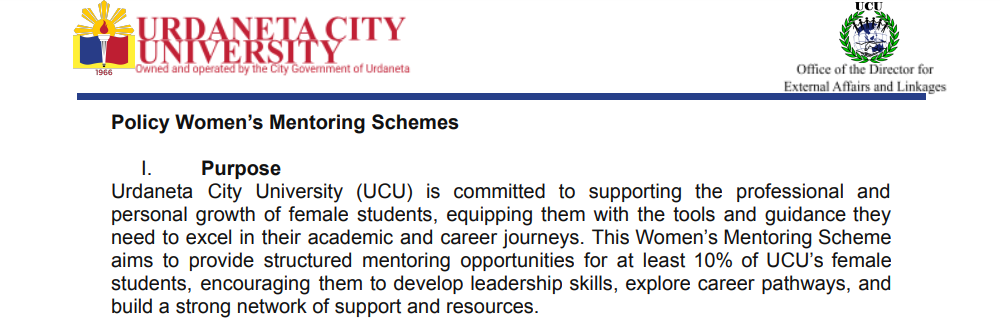 URDANETA CITY
UNIVERSITY
Owned and operated by the City Government of Urdaneta
1966
UCU
Office of the Director for
External Affairs and Linkages
Policy Women’s Mentoring Schemes
I. Purpose
Urdaneta City University (UCU) is committed to supporting the professional and
personal growth of female students, equipping them with the tools and guidance they
need to excel in their academic and career journeys. This Women’s Mentoring Scheme
aims to provide structured mentoring opportunities for at least 10% of UCU’s female
students, encouraging them to develop leadership skills, explore career pathways, and
build a strong network of support and resources.